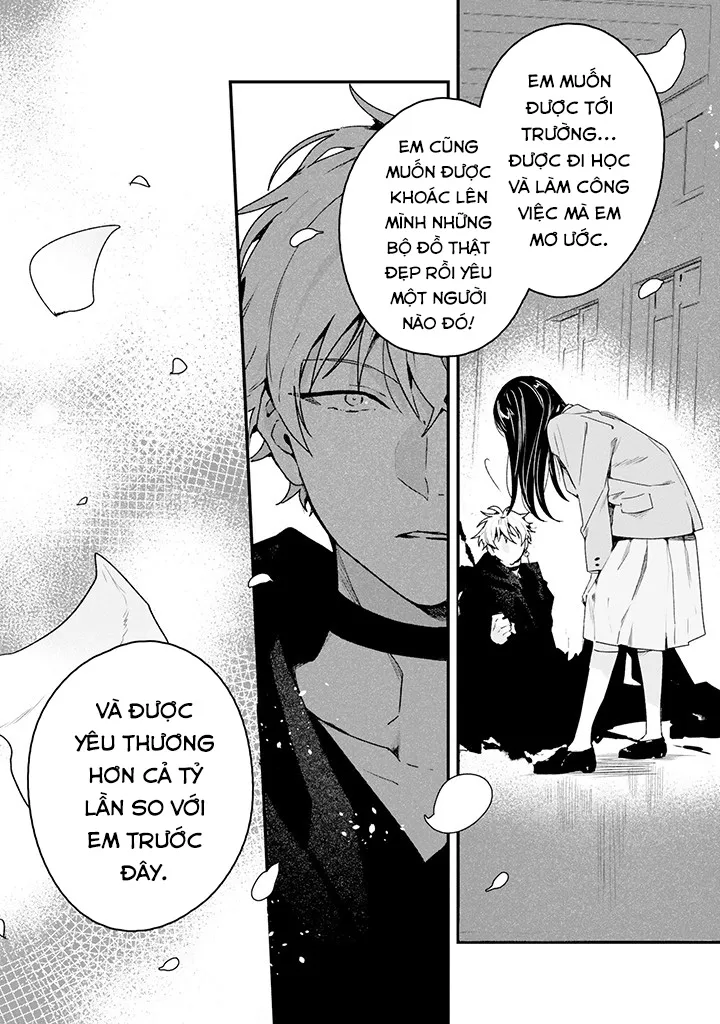 EM MUỐN
ĐƯỢC TỚI
TRƯỜNG...
ĐƯỢC ĐI HỌC
VÀ LÀM CÔNG
VIỆC MÀ EM
MƠ ƯỚC.
EM CŨNG
MUỐN ĐƯỢC
KHOÁC LÊN
MÌNH NHỮNG
BỘ ĐỒ THẬT
ĐẸP RỒI YÊU
MỘT NGƯỜI
NÀO ĐÓ!
VÀ ĐƯỢC
YÊU THƯƠNG
HƠN CẢ TỶ
LẦN SO VỚI
EM TRƯỚC
ĐÂY.